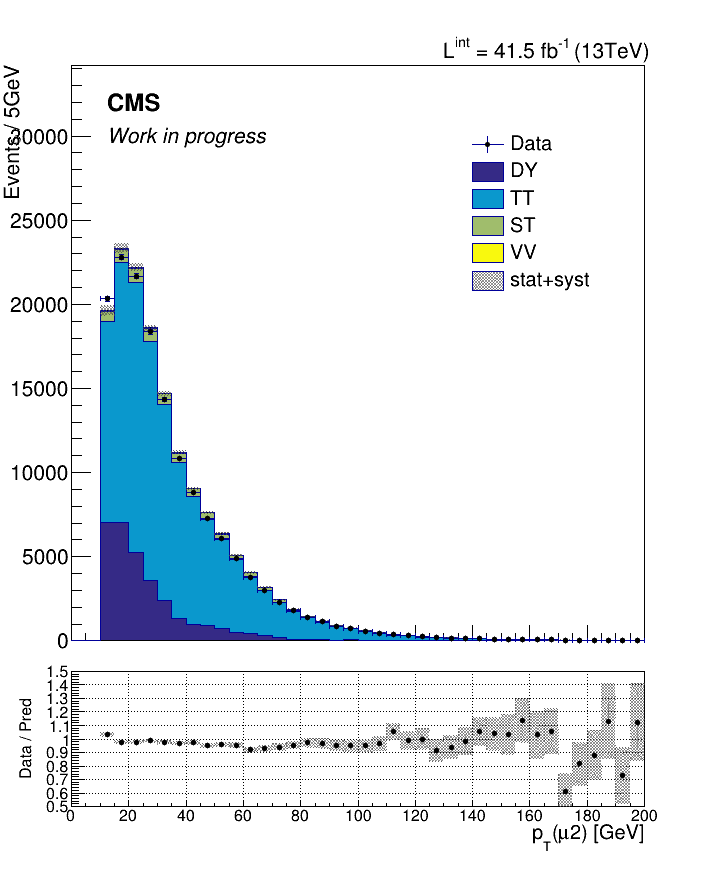 L^int = 41.5 fb^-1 (13TeV)
Events / 5GeV
CMS
Work in progress
Data
DY
TT
ST
VV
stat+syst
30000
25000
20000
15000
10000
5000
0
Data / Pred
1.5
1.4
1.3
1.2
1.1
1
0.9
0.8
0.7
0.6
0.5
0 20 40 60 80 100 120 140 160 180 200
p_T(μ2) [GeV]